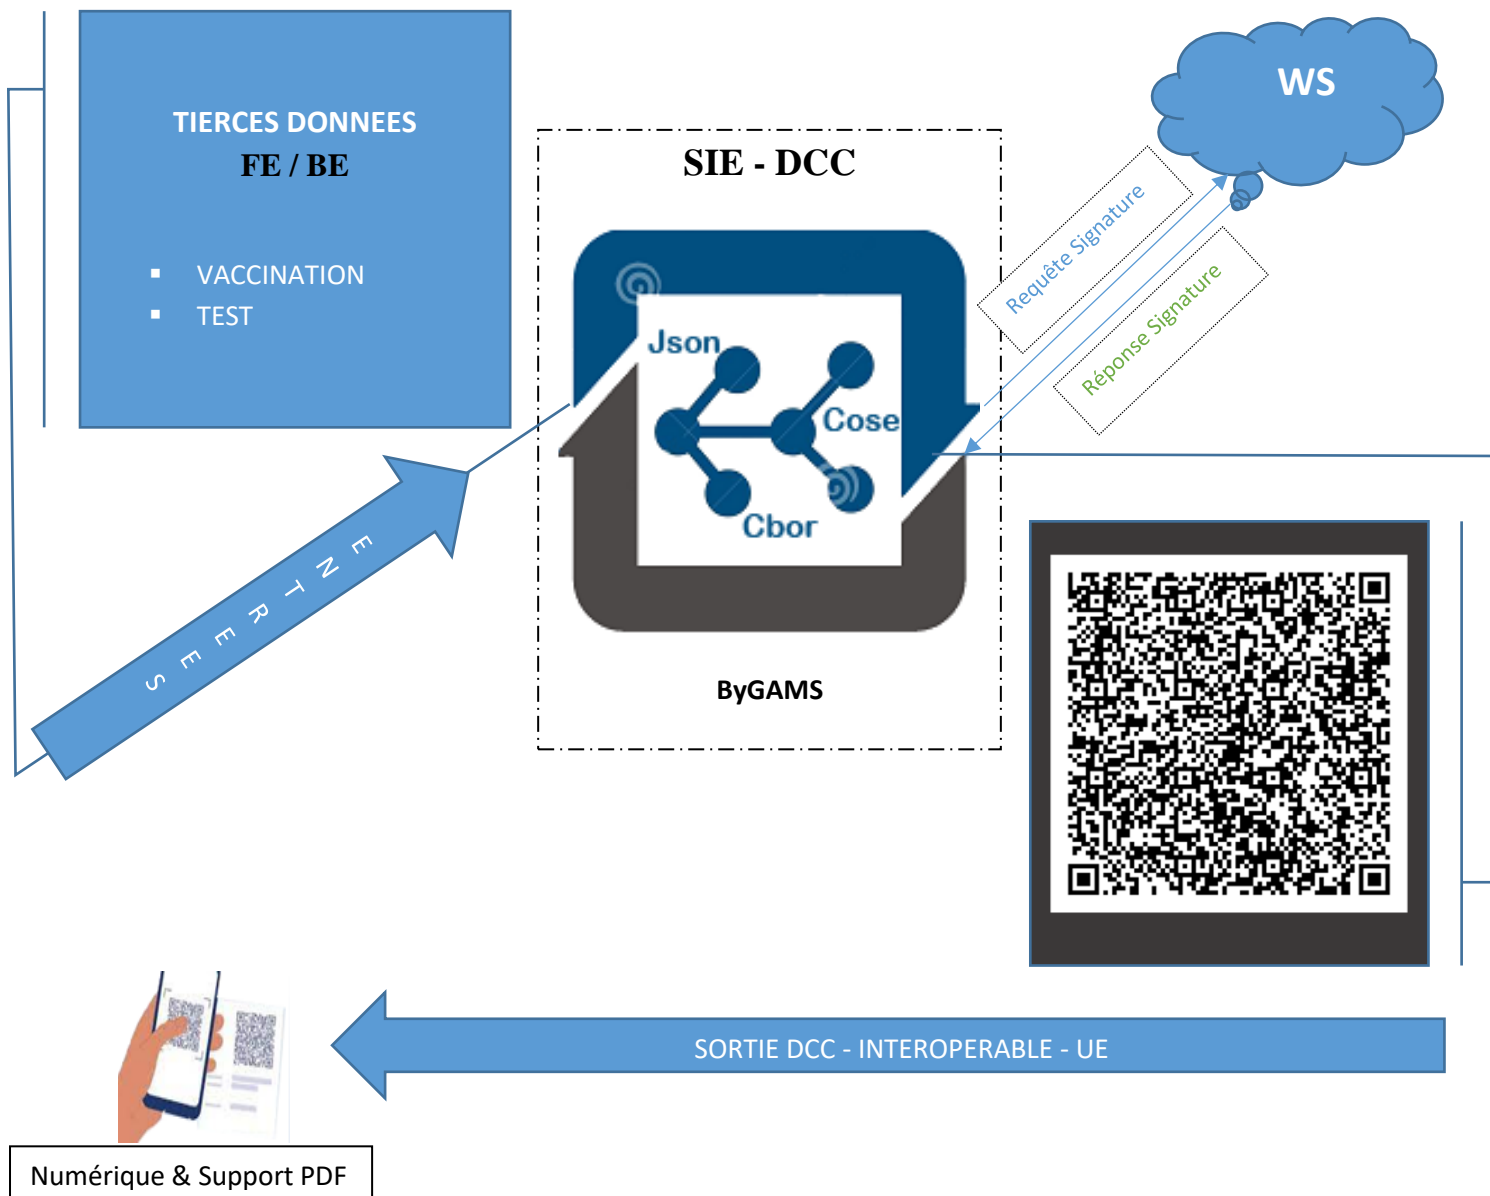 TIERCES DONNEES
FE / BE
▪ VACCINATION
▪ TEST
SIE - DCC
WS
Requête Signature
Réponse Signature
Json
Cose
Cbor
ENTREES
ByGAMS
SORTIE DCC - INTEROPERABLE - UE
Numérique & Support PDF